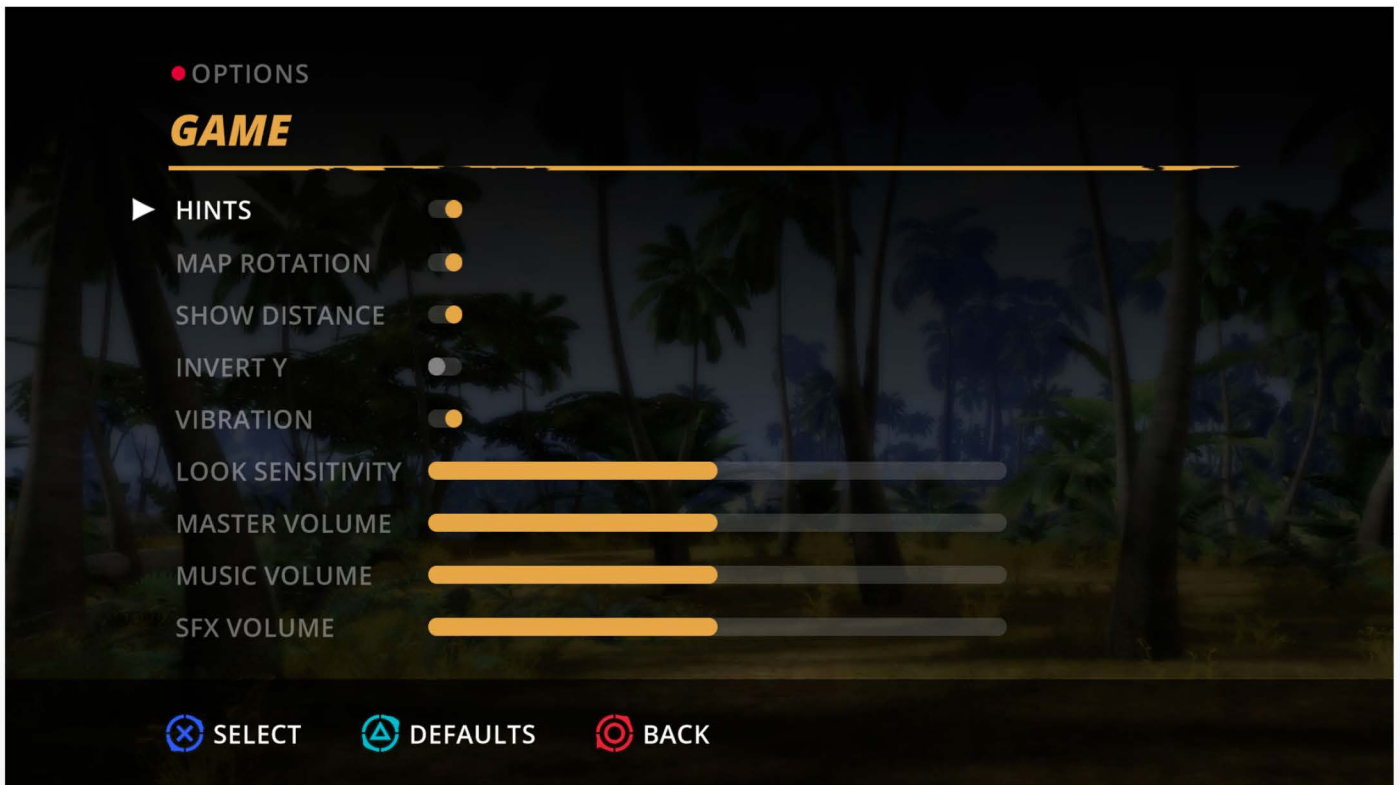 OPTIONS
GAME
HINTS
MAP ROTATION
SHOW DISTANCE
INVERT Y
VIBRATION
LOOK SENSITIVITY
MASTER VOLUME
MUSIC VOLUME
SFX VOLUME
SELECT DEFAULTS BACK